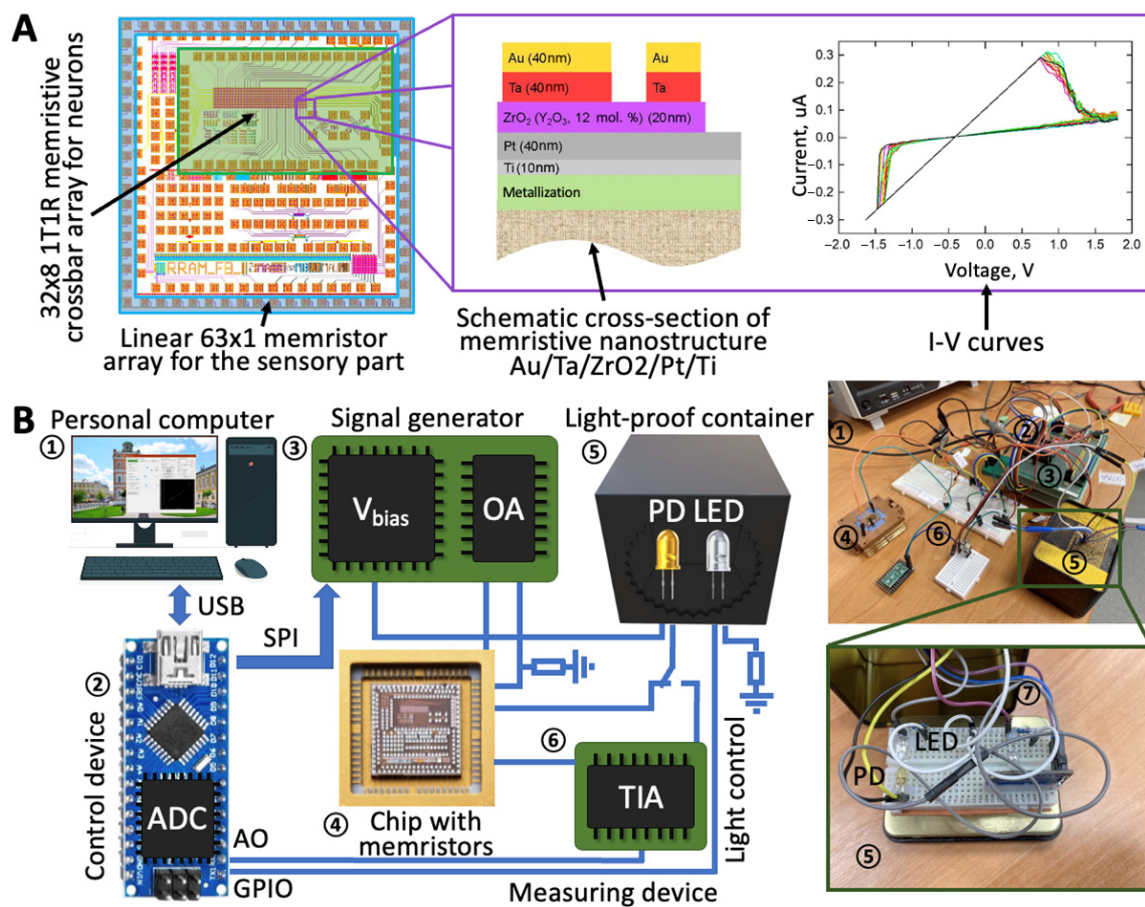 A
32x8 1T1R memristive
crossbar array for neurons
RRAM_FB_
Linear 63x1 memristor
array for the sensory part
Au (40nm)
Au
Ta (40nm)
Ta
ZrO₂ (Y₂O₃, 12 mol. %) (20nm)
Pt (40nm)
Ti (10nm)
Metallization
Schematic cross-section of
memristive nanostructure
Au/Ta/ZrO2/Pt/Ti
Current, uA
0.3
0.2
0.1
0.0
−0.1
−0.2
−0.3
−2.0 −1.5 −1.0 −0.5 0.0 0.5 1.0 1.5
Voltage, V
I-V curves
B
Personal computer
①
Signal generator
③
V_bias
OA
Light-proof container
⑤
PD LED
USB
SPI
②
Control device
ADC
AO
GPIO
④
Chip with
memristors
⑥
TIA
Measuring device
Light control
①
②
③
④
⑥
⑤
⑦
LED
PD
⑤